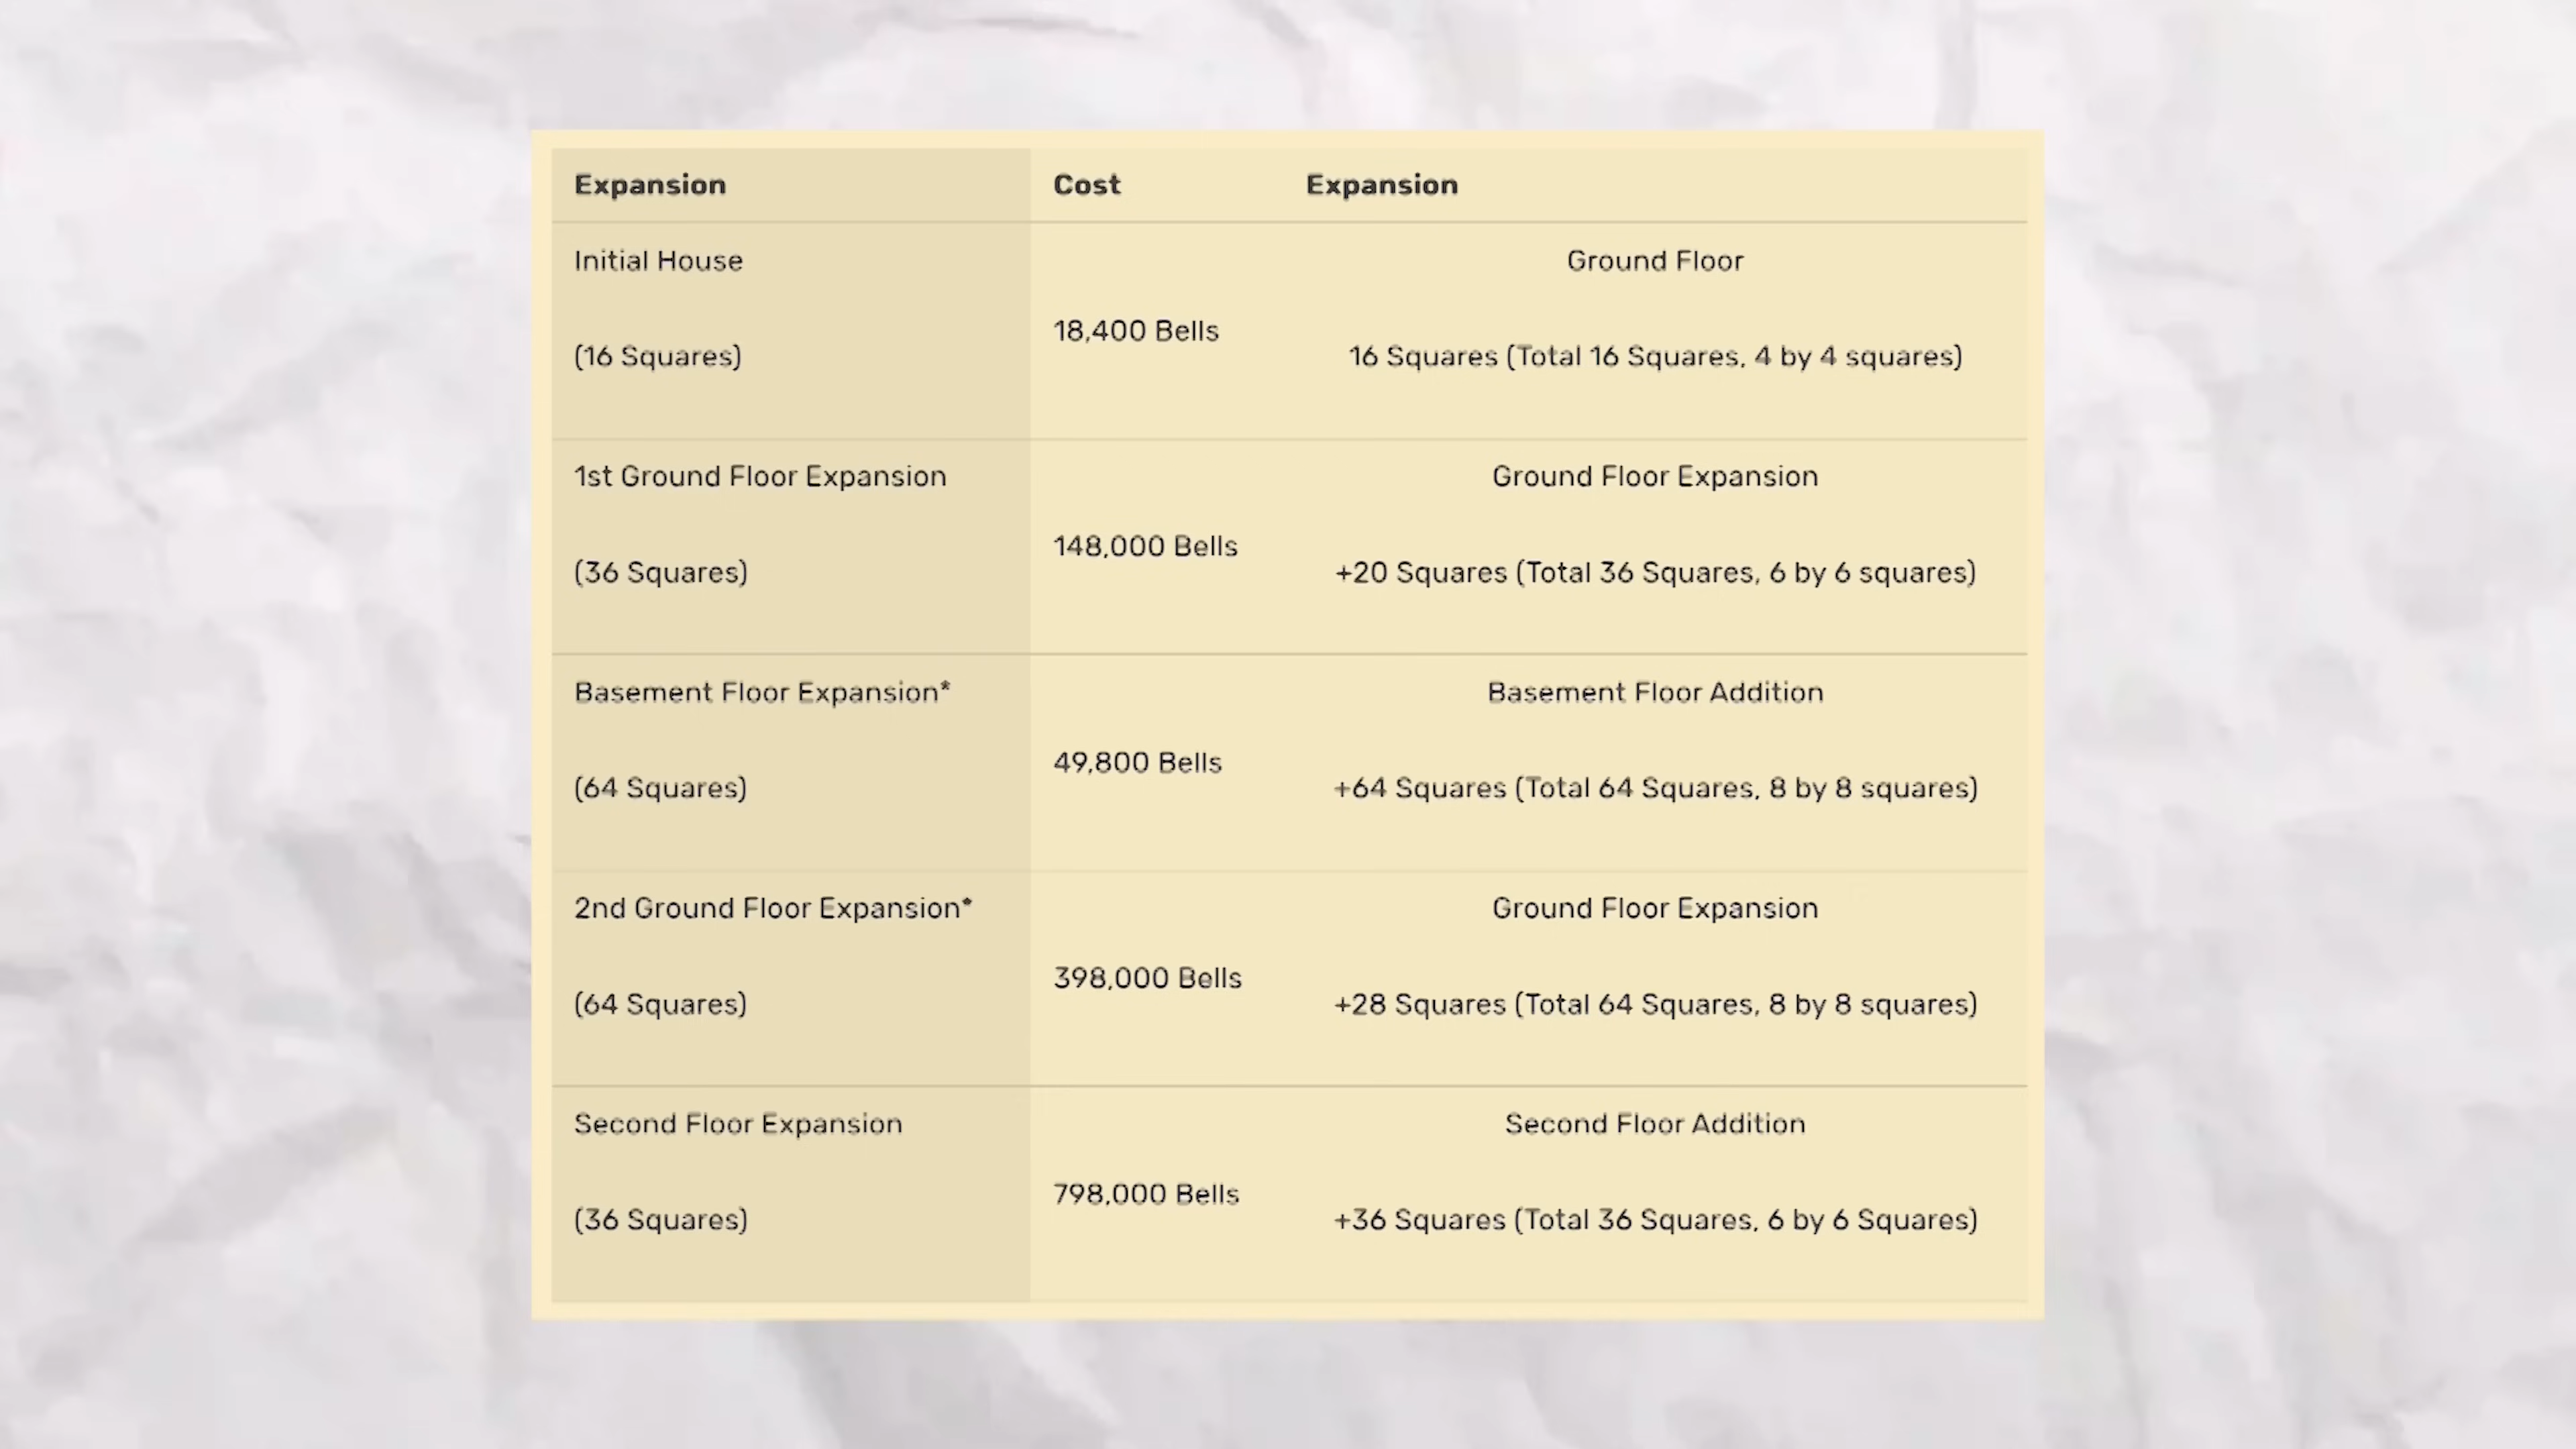 Expansion Cost Expansion
Initial House Ground Floor
18,400 Bells
(16 Squares) 16 Squares (Total 16 Squares, 4 by 4 squares)
1st Ground Floor Expansion Ground Floor Expansion
148,000 Bells
(36 Squares) +20 Squares (Total 36 Squares, 6 by 6 squares)
Basement Floor Expansion* Basement Floor Addition
49,800 Bells
(64 Squares) +64 Squares (Total 64 Squares, 8 by 8 squares)
2nd Ground Floor Expansion* Ground Floor Expansion
398,000 Bells
(64 Squares) +28 Squares (Total 64 Squares, 8 by 8 squares)
Second Floor Expansion Second Floor Addition
798,000 Bells
(36 Squares) +36 Squares (Total 36 Squares, 6 by 6 Squares)